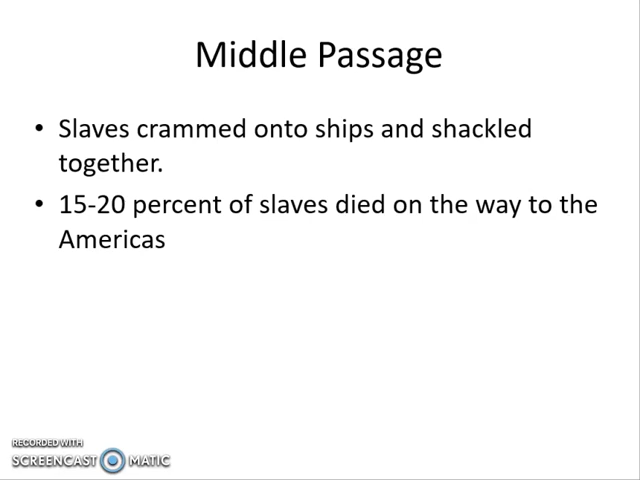 Middle Passage
• Slaves crammed onto ships and shackled
together.
• 15-20 percent of slaves died on the way to the
Americas
RECORDED WITH
SCREENCAST MATIC